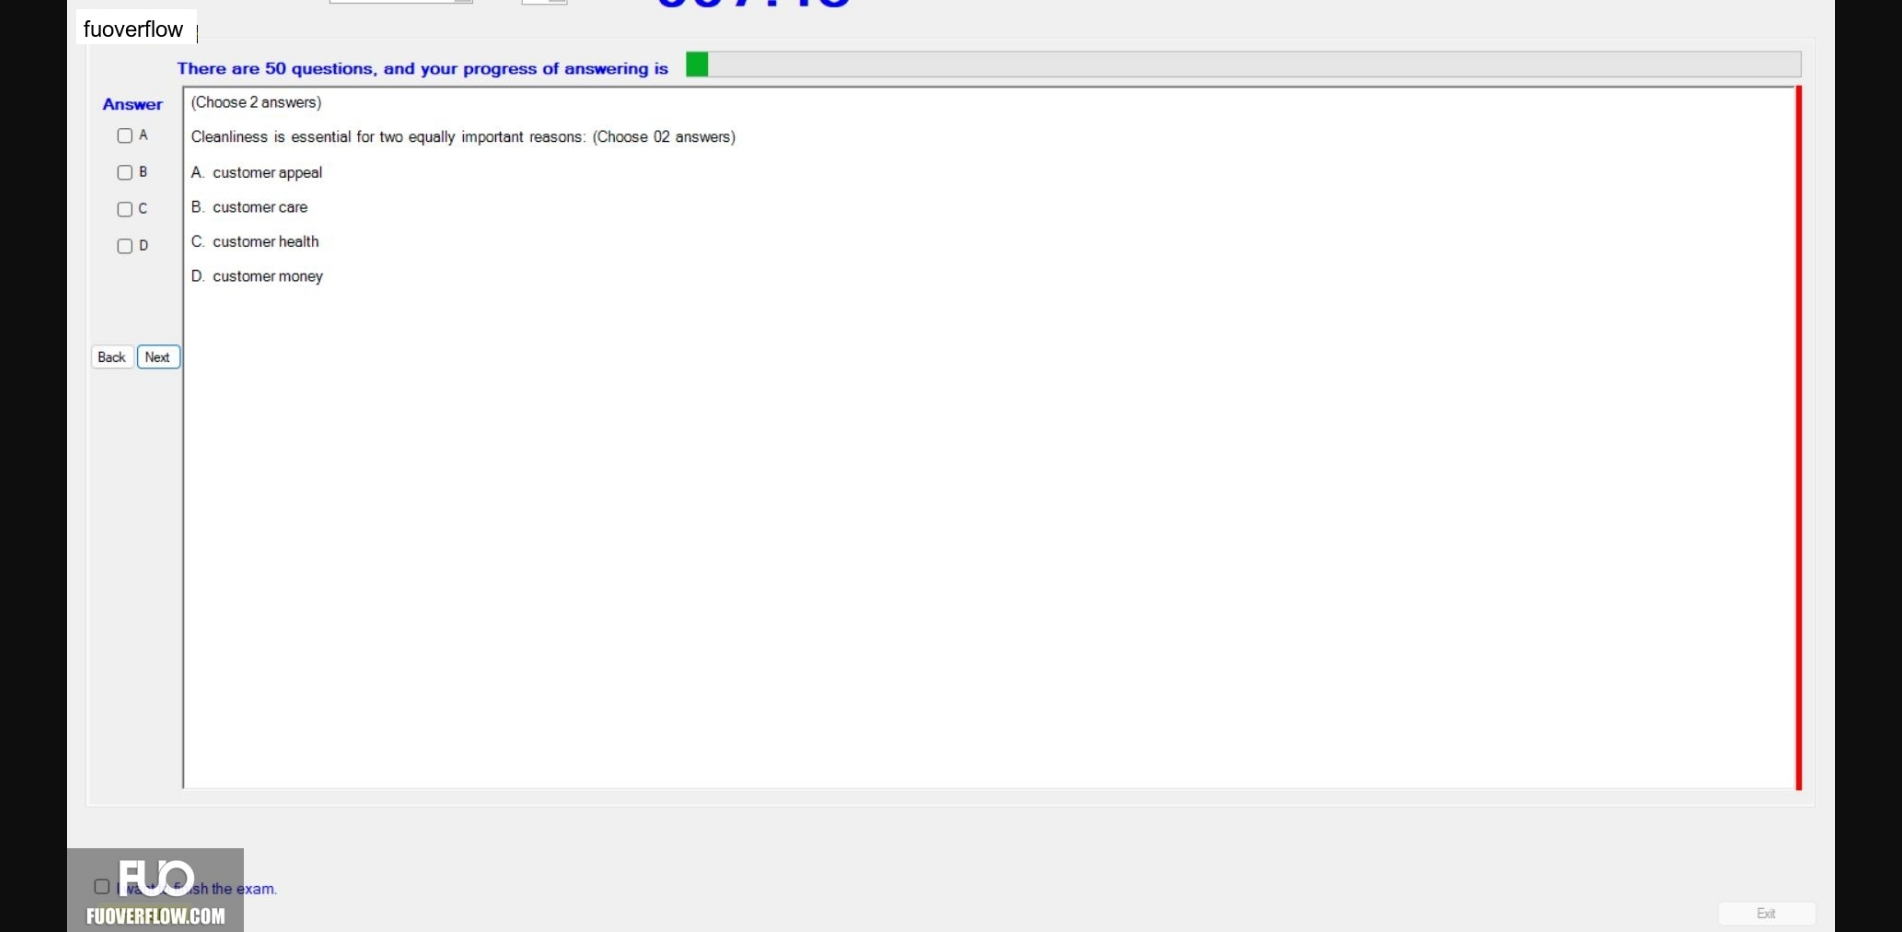 fuoverflow
There are 50 questions, and your progress of answering is
Answer
(Choose 2 answers)
A
Cleanliness is essential for two equally important reasons: (Choose 02 answers)
B
A. customer appeal
C
B. customer care
D
C. customer health
D. customer money
Back
Next
FUO
I want finish the exam.
FUOVERFLOW.COM
Exit